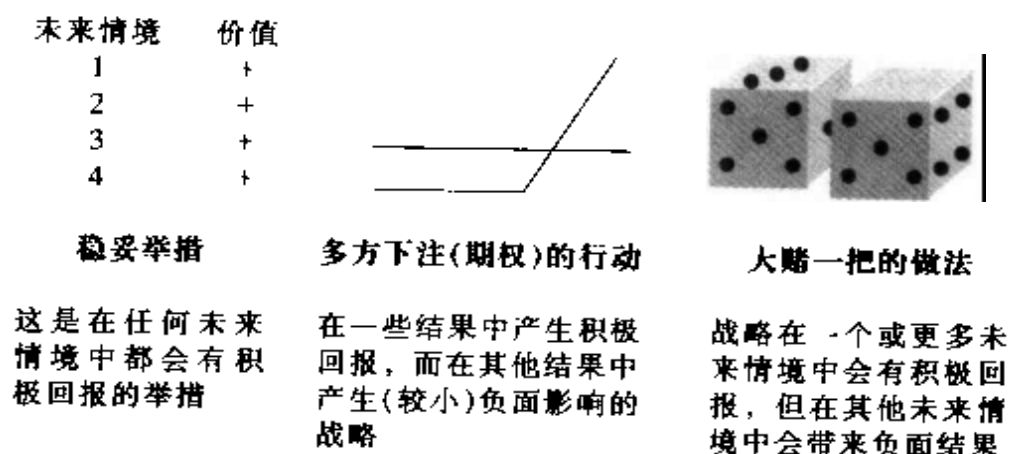 未来情境 价值
1 +
2 +
3 +
4 +
稳妥举措
这是在任何未来
情境中都会有积
极回报的举措
多方下注(期权)的行动
在一些结果中产生积极
回报，而在其他结果中
产生(较小)负面影响的
战略
大赌一把的做法
战略在一个或更多未
来情境中会有积极回
报，但在其他未来情
境中会带来负面结果